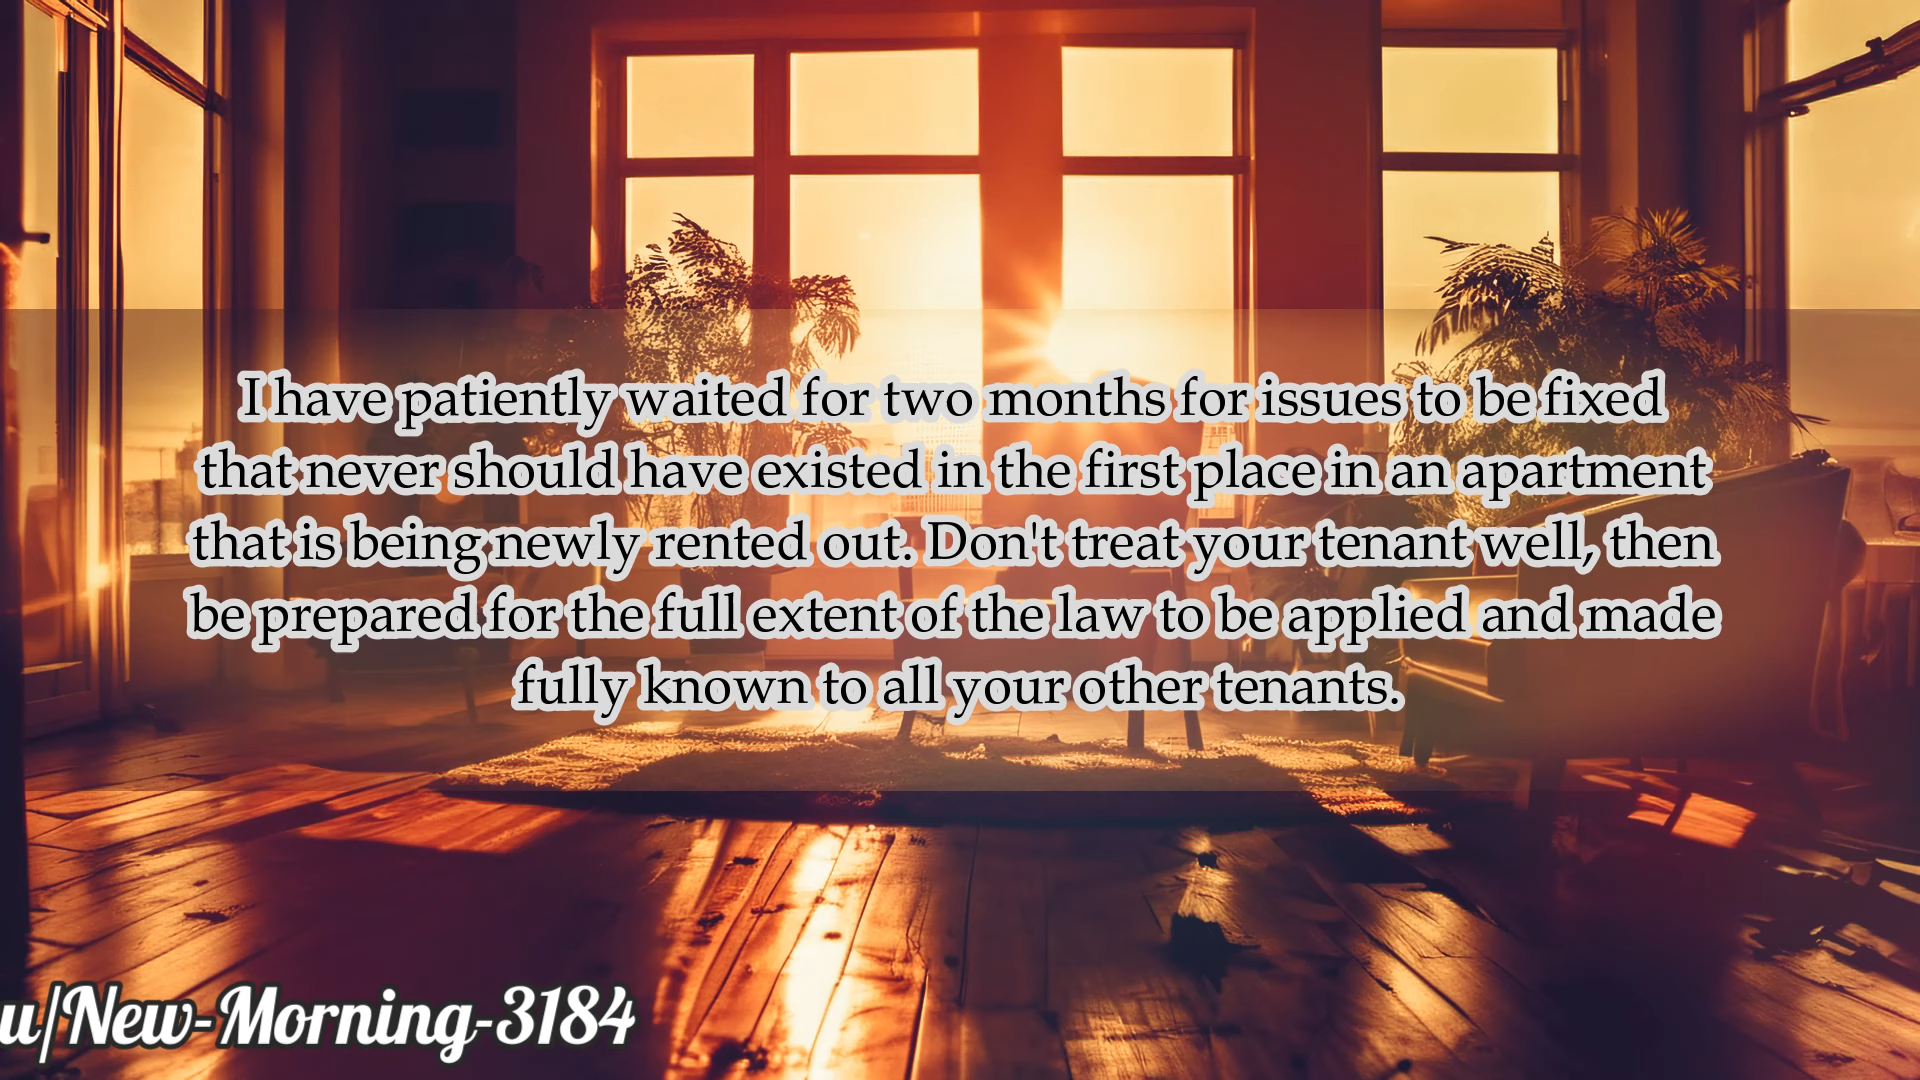 I have patiently waited for two months for issues to be fixed
that never should have existed in the first place in an apartment
that is being newly rented out. Don't treat your tenant well, then
be prepared for the full extent of the law to be applied and made
fully known to all your other tenants.
u/New-Morning-3184